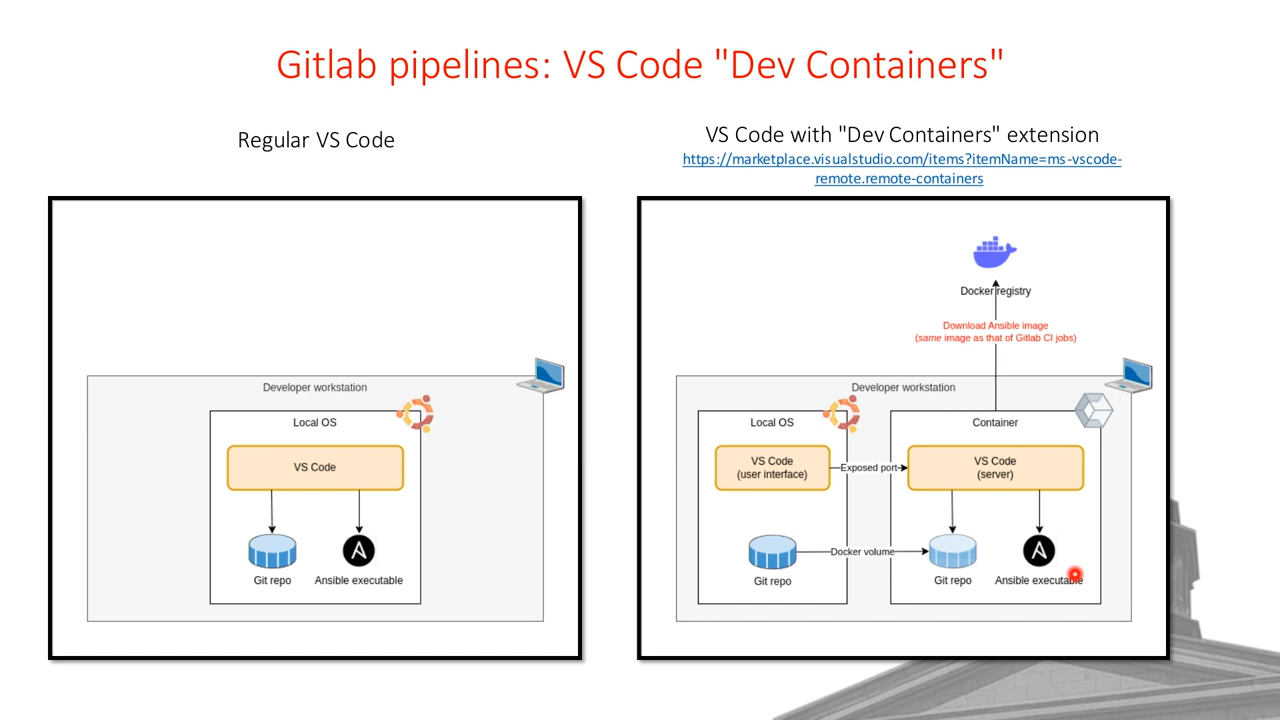 Gitlab pipelines: VS Code "Dev Containers"
Regular VS Code
VS Code with "Dev Containers" extension
https://marketplace.visualstudio.com/items?itemName=ms-vscode-
remote.remote-containers
Developer workstation
Local OS
VS Code
Git repo
Ansible executable
Docker registry
Download Ansible image
(same image as that of Gitlab CI jobs)
Developer workstation
Local OS
Container
VS Code
(user interface)
Exposed port
VS Code
(server)
Docker volume
Git repo
Git repo
Ansible executable